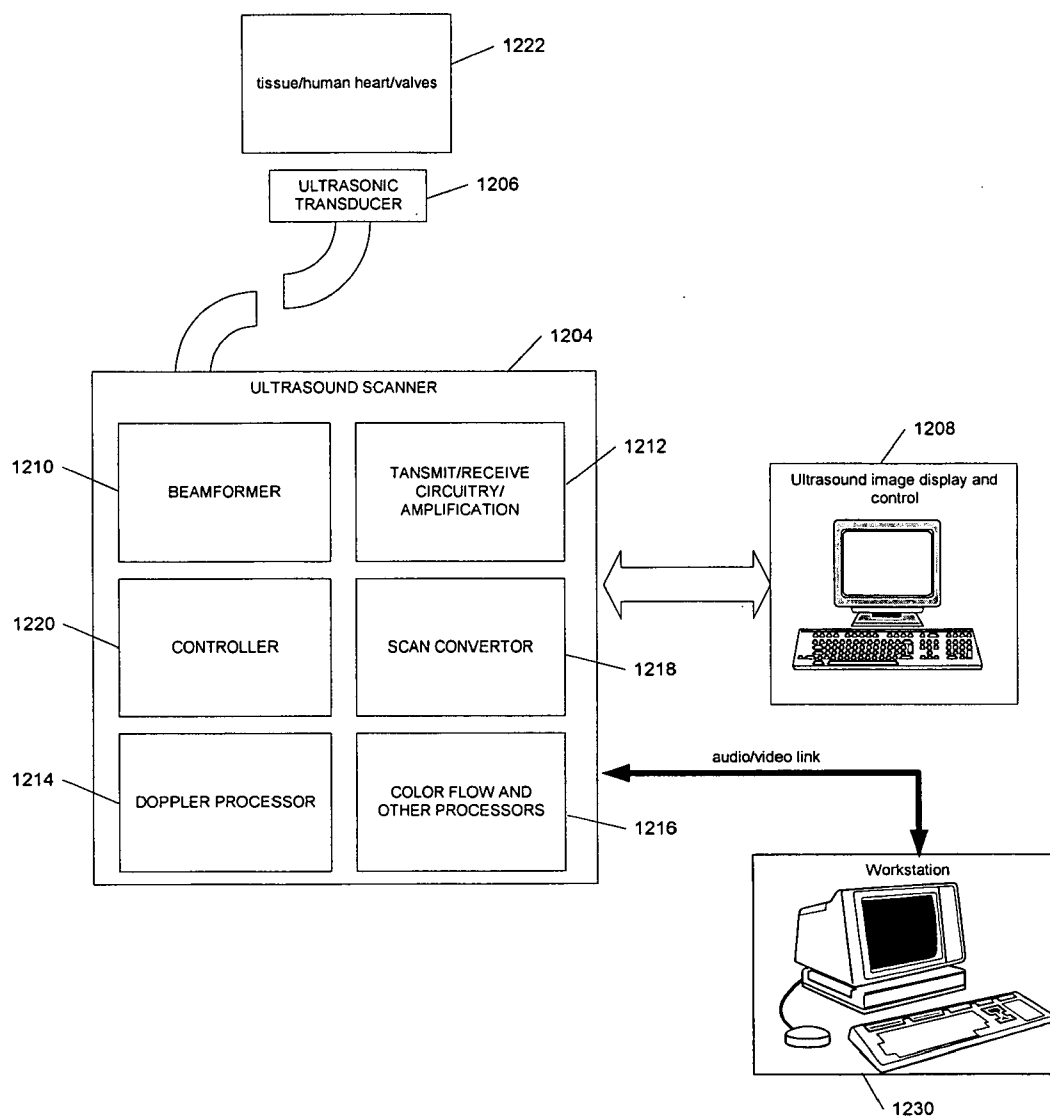 1222
tissue/human heart/valves
ULTRASONIC
TRANSDUCER
1206
1204
ULTRASOUND SCANNER
1210
BEAMFORMER
TANSMIT/RECEIVE
CIRCUITRY/
AMPLIFICATION
1212
1208
Ultrasound image display and
control
1220
CONTROLLER
SCAN CONVERTOR
1218
1214
DOPPLER PROCESSOR
COLOR FLOW AND
OTHER PROCESSORS
1216
audio/video link
Workstation
1230